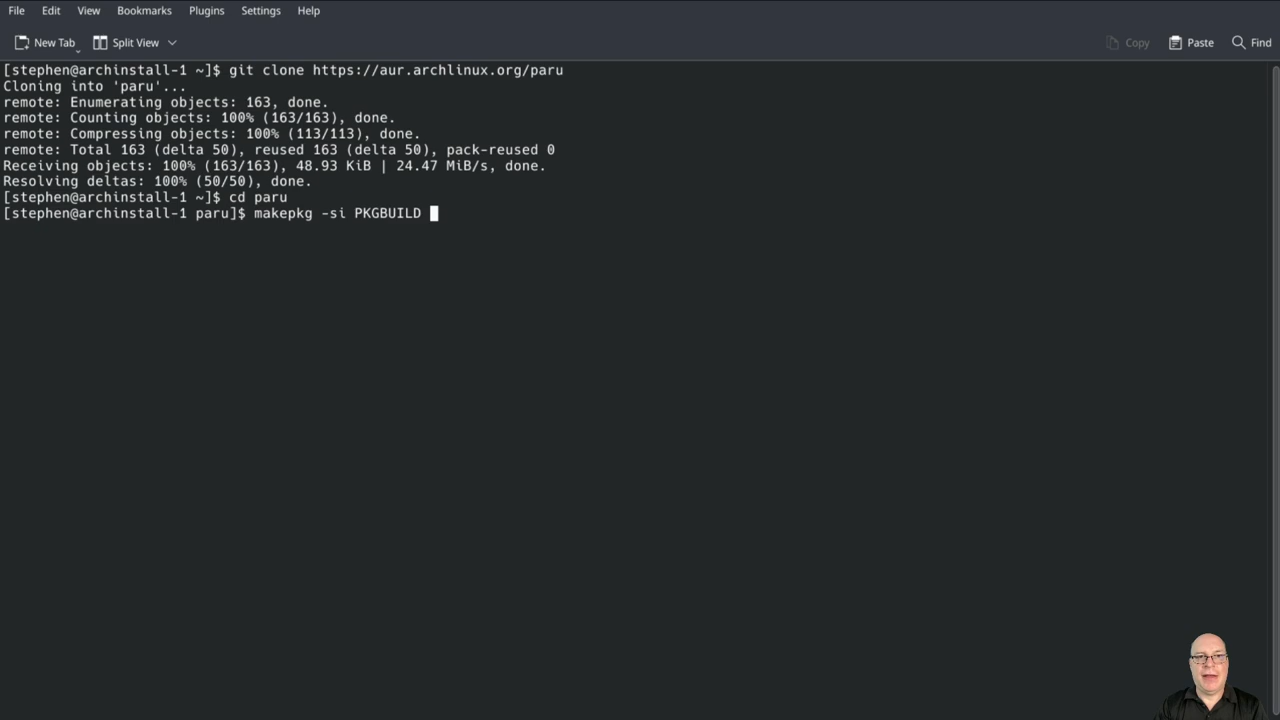 File Edit View Bookmarks Plugins Settings Help
New Tab Split View Copy Paste Find
[stephen@archinstall-1 ~]$ git clone https://aur.archlinux.org/paru
Cloning into 'paru'...
remote: Enumerating objects: 163, done.
remote: Counting objects: 100% (163/163), done.
remote: Compressing objects: 100% (113/113), done.
remote: Total 163 (delta 50), reused 163 (delta 50), pack-reused 0
Receiving objects: 100% (163/163), 48.93 KiB | 24.47 MiB/s, done.
Resolving deltas: 100% (50/50), done.
[stephen@archinstall-1 ~]$ cd paru
[stephen@archinstall-1 paru]$ makepkg -si PKGBUILD